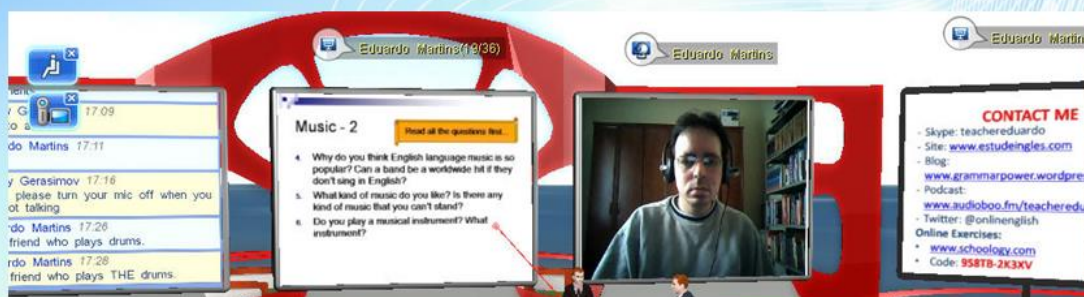 Eduardo Martins(19/36)
Eduardo Martins
Eduardo Martin
17:09
do Martins 17:11
y Gerasimov 17:16
please turn your mic off when you
ot talking
rdo Martins 17:26
friend who plays drums.
rdo Martins 17:28
friend who plays THE drums.
Music - 2
Read all the questions first...
4. Why do you think English language music is so
popular? Can a band be a worldwide hit if they
don't sing in English?
5. What kind of music do you like? Is there any
kind of music that you can't stand?
6. Do you play a musical instrument? What
instrument?
CONTACT ME
- Skype: teachereduardo
- Site: www.estudeingles.com
- Blog:
www.grammarpower.wordpres
- Podcast:
www.audioboo.fm/teacheredu
- Twitter: @onlinenglish
Online Exercises:
• www.schoology.com
• Code: 9S8TB-2K3XV